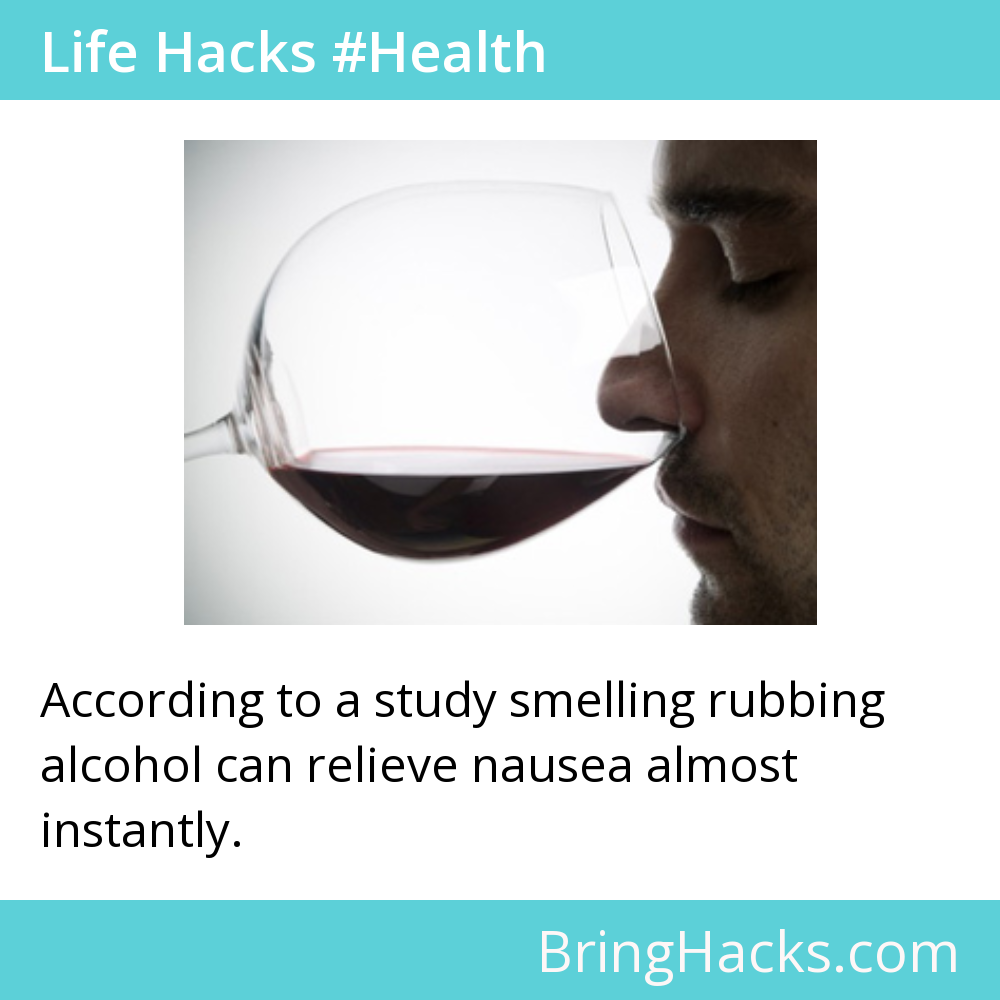 Life Hacks #Health
According to a study smelling rubbing
alcohol can relieve nausea almost
instantly.
BringHacks.com